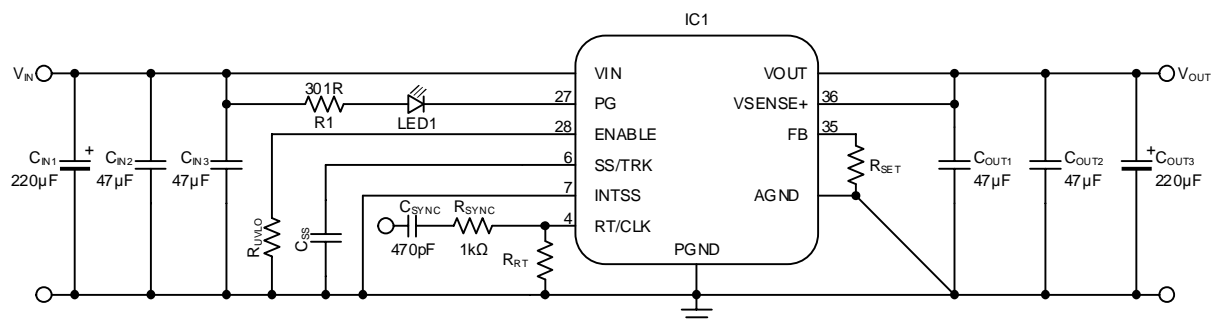 IC1
VIN
VIN
VOUT
VOUT
301R
27
PG
VSENSE+
36
R1
LED1
28
ENABLE
FB
35
CIN1
220µF
CIN2
47µF
CIN3
47µF
6
SS/TRK
RSET
COUT1
47µF
COUT2
47µF
COUT3
220µF
+
+
7
INTSS
AGND
CSYNC
470pF
RSYNC
1kΩ
4
RT/CLK
RUVLO
CSS
RRT
PGND